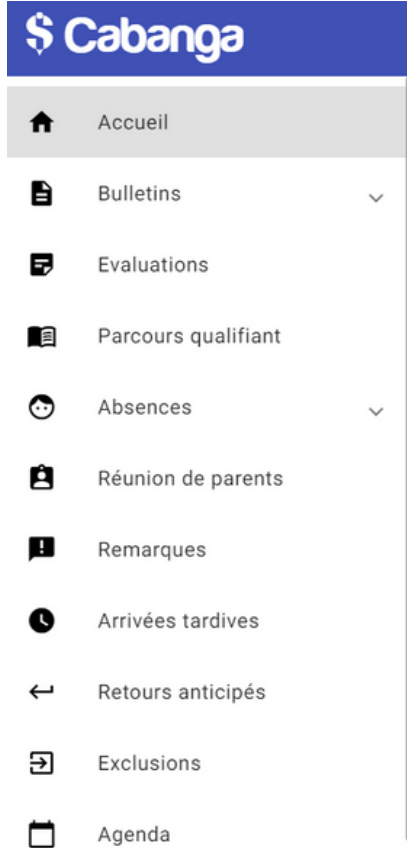 Cabanga
Accueil
Bulletins
Evaluations
Parcours qualifiant
Absences
Réunion de parents
Remarques
Arrivées tardives
Retours anticipés
Exclusions
Agenda